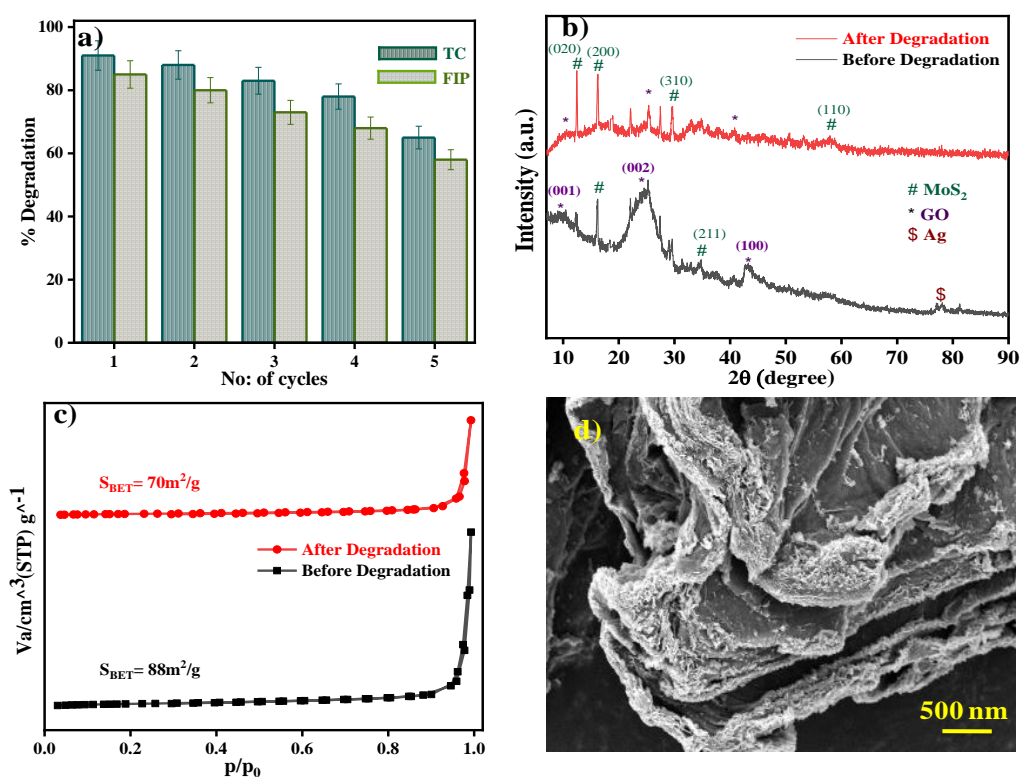 a)
TC
FIP
100
80
60
40
20
0
% Degradation
1 2 3 4 5
No: of cycles
b)
After Degradation
Before Degradation
(020)
(200)
#
#
*
(310)
#
*
(110)
#
(001)
*
#
(002)
*
(211)
#
(100)
*
# MoS₂
* GO
$ Ag
$
Intensity (a.u.)
10 20 30 40 50 60 70 80 90
2θ (degree)
c)
S_BET= 70m²/g
After Degradation
Before Degradation
S_BET= 88m²/g
Va/cm^3(STP) g^-1
0.0 0.2 0.4 0.6 0.8 1.0
p/p₀
d)
500 nm